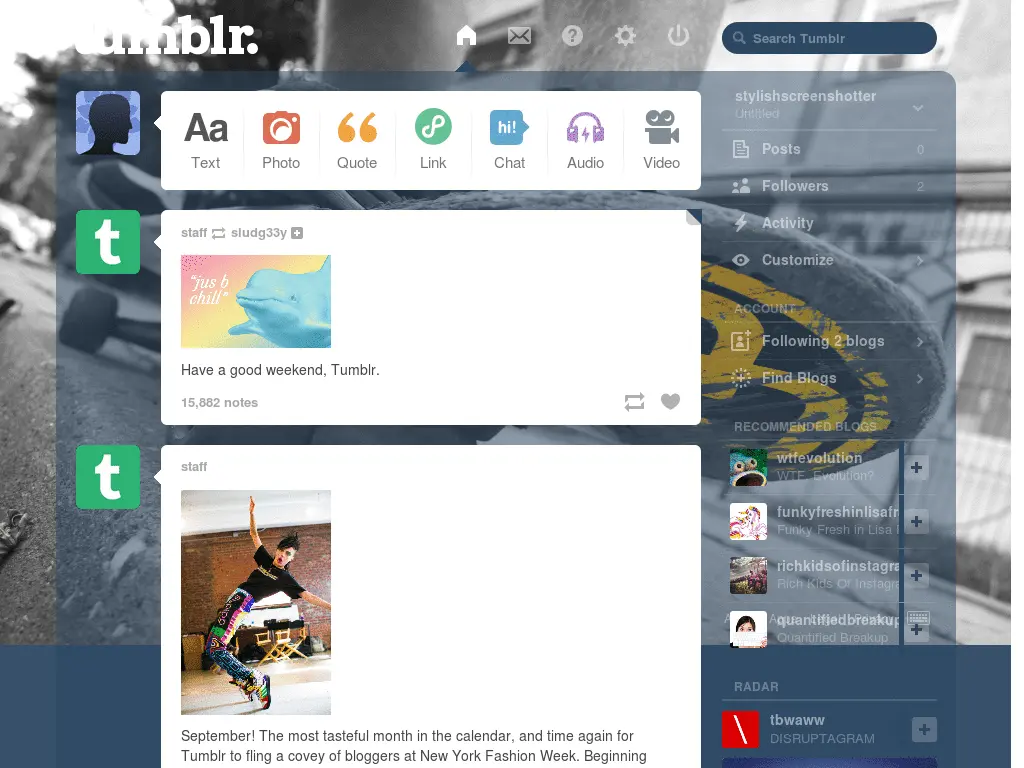 tumblr.
Search Tumblr
Aa
hi!
Text
Photo
Quote
Link
Chat
Audio
Video
stylishscreenshotter
Untitled
Posts 0
Followers 2
Activity
Customize
ACCOUNT
Following 2 blogs
Find Blogs
RECOMMENDED BLOGS
wtfevolution
WTF, Evolution?
funkyfreshinlisafr
Funky Fresh in Lisa
richkidsofinstagra
Rich Kids Of Instagra
quantifiedbreakup
Quantified Breakup
RADAR
tbwaww
DISRUPTAGRAM
t
staff sludg33y
"jus b
chill"
Have a good weekend, Tumblr.
15,882 notes
t
staff
September! The most tasteful month in the calendar, and time again for
Tumblr to fling a covey of bloggers at New York Fashion Week. Beginning